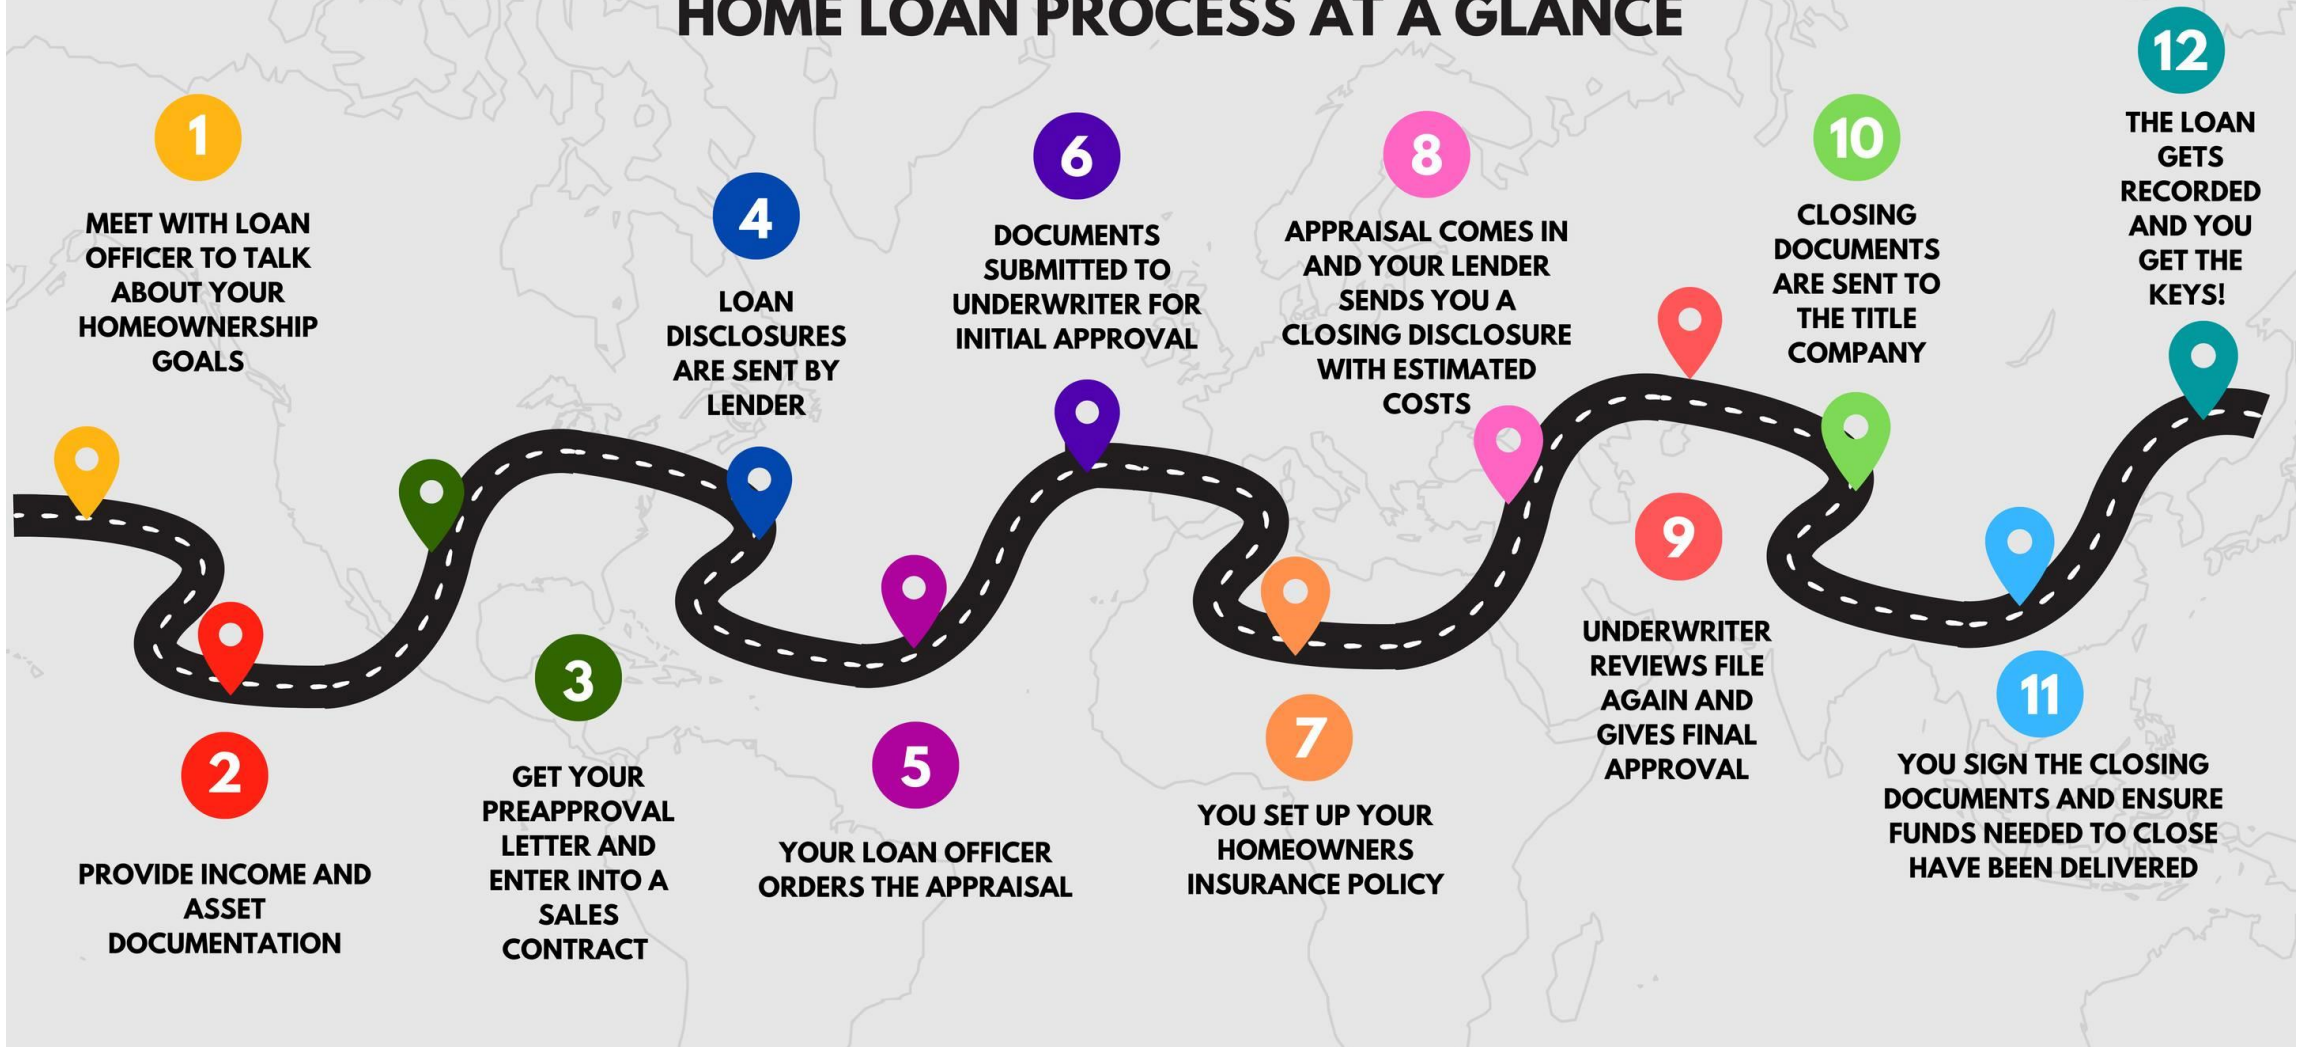 HOME LOAN PROCESS AT A GLANCE
1
MEET WITH LOAN
OFFICER TO TALK
ABOUT YOUR
HOMEOWNERSHIP
GOALS
2
PROVIDE INCOME AND
ASSET
DOCUMENTATION
3
GET YOUR
PREAPPROVAL
LETTER AND
ENTER INTO A
SALES
CONTRACT
4
LOAN
DISCLOSURES
ARE SENT BY
LENDER
5
YOUR LOAN OFFICER
ORDERS THE APPRAISAL
6
DOCUMENTS
SUBMITTED TO
UNDERWRITER FOR
INITIAL APPROVAL
7
YOU SET UP YOUR
HOMEOWNERS
INSURANCE POLICY
8
APPRAISAL COMES IN
AND YOUR LENDER
SENDS YOU A
CLOSING DISCLOSURE
WITH ESTIMATED
COSTS
9
UNDERWRITER
REVIEWS FILE
AGAIN AND
GIVES FINAL
APPROVAL
10
CLOSING
DOCUMENTS
ARE SENT TO
THE TITLE
COMPANY
11
YOU SIGN THE CLOSING
DOCUMENTS AND ENSURE
FUNDS NEEDED TO CLOSE
HAVE BEEN DELIVERED
12
THE LOAN
GETS
RECORDED
AND YOU
GET THE
KEYS!